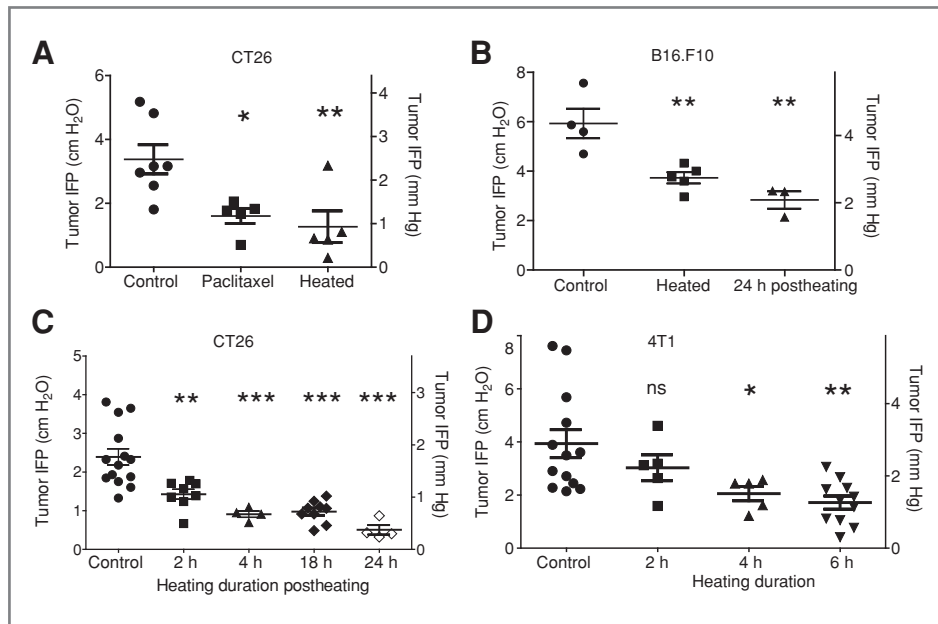 A
CT26
Tumor IFP (cm H2O)
6
4
2
0
*
**
4
3
2
1
0
Tumor IFP (mm Hg)
Control Paclitaxel Heated
B
B16.F10
Tumor IFP (cm H2O)
8
6
4
2
0
**
**
4
2
0
Tumor IFP (mm Hg)
Control Heated 24 h postheating
C
CT26
Tumor IFP (cm H2O)
5
4
3
2
1
0
**
***
***
***
3
2
1
0
Tumor IFP (mm Hg)
Control 2 h 4 h 18 h 24 h
Heating duration postheating
D
4T1
Tumor IFP (cm H2O)
8
6
4
2
0
ns
*
**
4
2
0
Tumor IFP (mm Hg)
Control 2 h 4 h 6 h
Heating duration